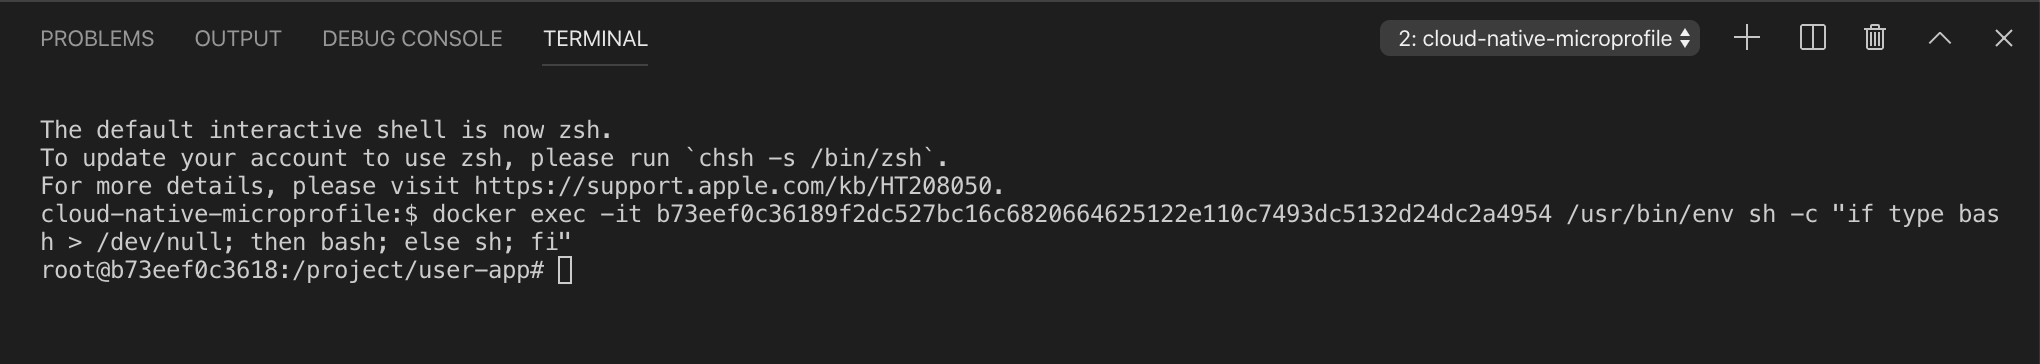 PROBLEMS OUTPUT DEBUG CONSOLE TERMINAL 2: cloud-native-microprofile
The default interactive shell is now zsh.
To update your account to use zsh, please run `chsh -s /bin/zsh`.
For more details, please visit https://support.apple.com/kb/HT208050.
cloud-native-microprofile:$ docker exec -it b73eef0c36189f2dc527bc16c6820664625122e110c7493dc5132d24dc2a4954 /usr/bin/env sh -c "if type bas
h > /dev/null; then bash; else sh; fi"
root@b73eef0c3618:/project/user-app#